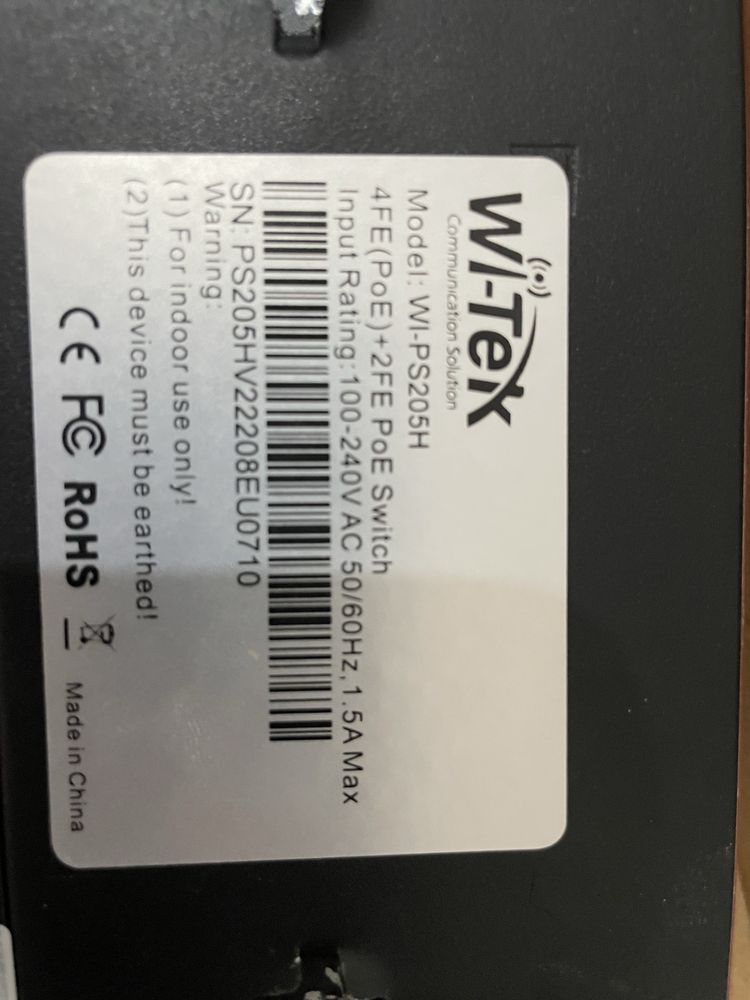 Wi-Tek
Communication Solution
Model: WI-PS205H
4FE(PoE)+2FE PoE Switch
Input Rating:100-240V AC 50/60Hz,1.5A Max
SN: PS205HV22208EU0710
Warning:
(1) For indoor use only!
(2)This device must be earthed!
CE FC RoHS Made in China